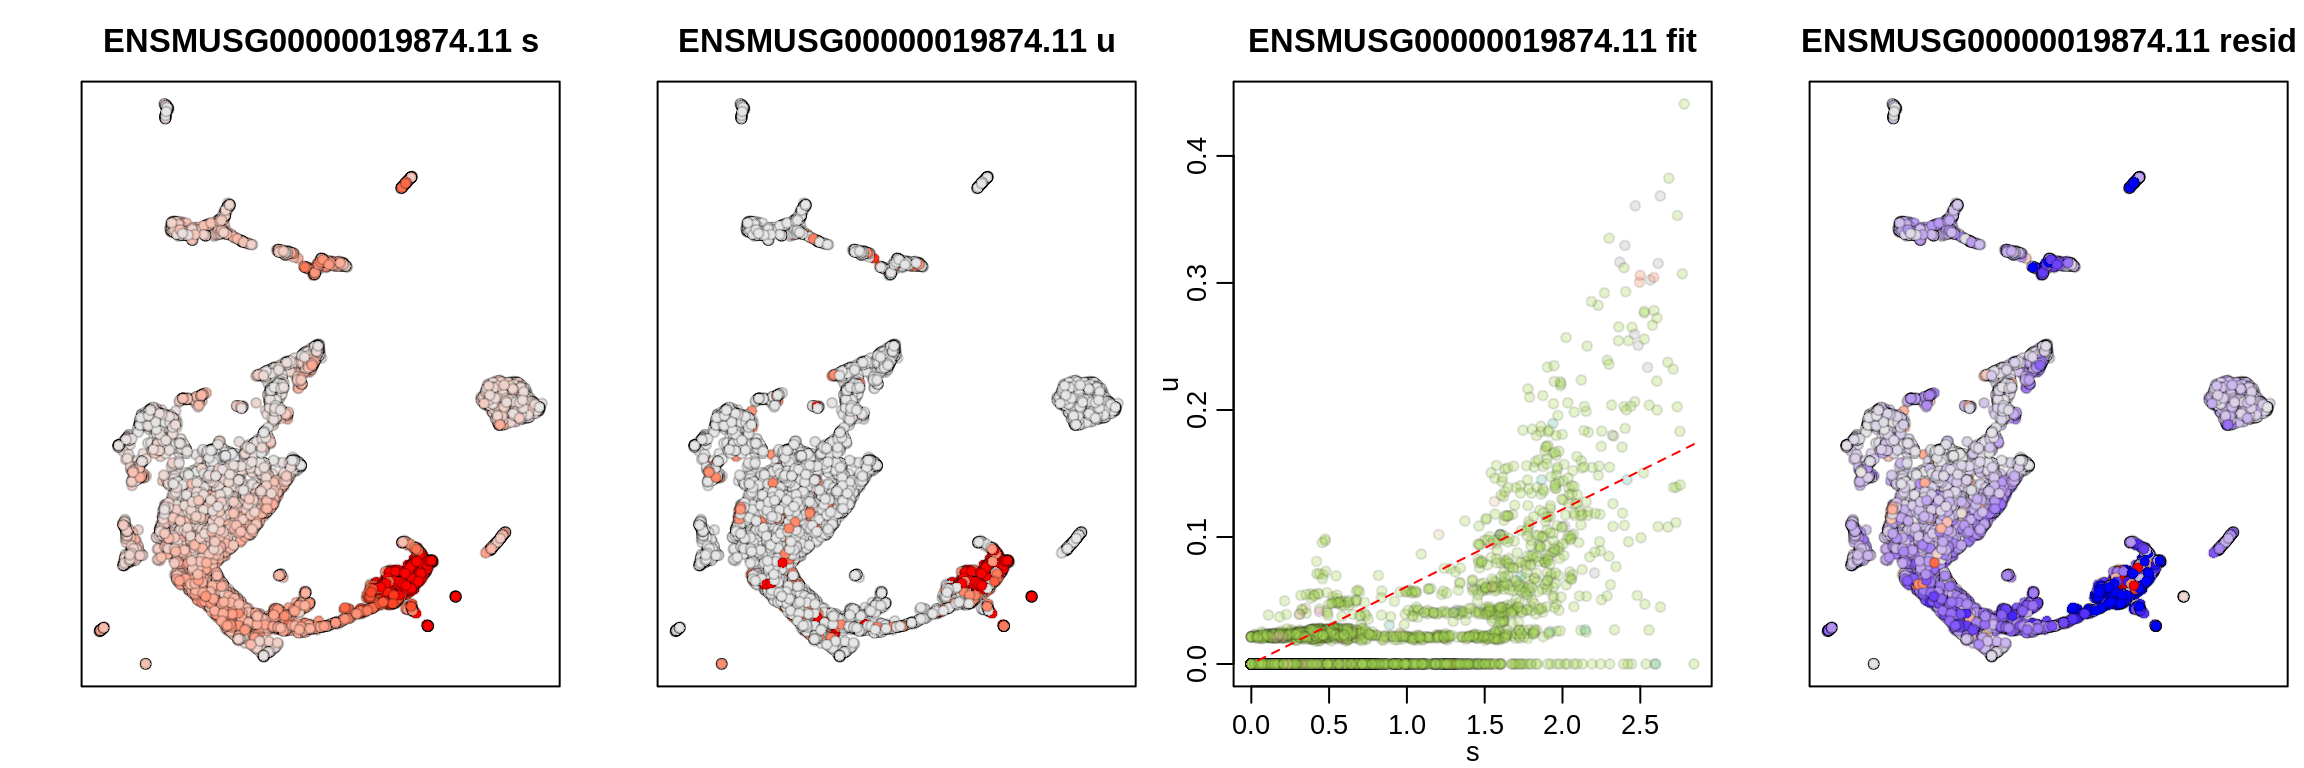 ENSMUSG00000019874.11 s
ENSMUSG00000019874.11 u
ENSMUSG00000019874.11 fit
ENSMUSG00000019874.11 resid
0.4
0.3
0.2
0.1
0.0
u
0.0 0.5 1.0 1.5 2.0 2.5
s